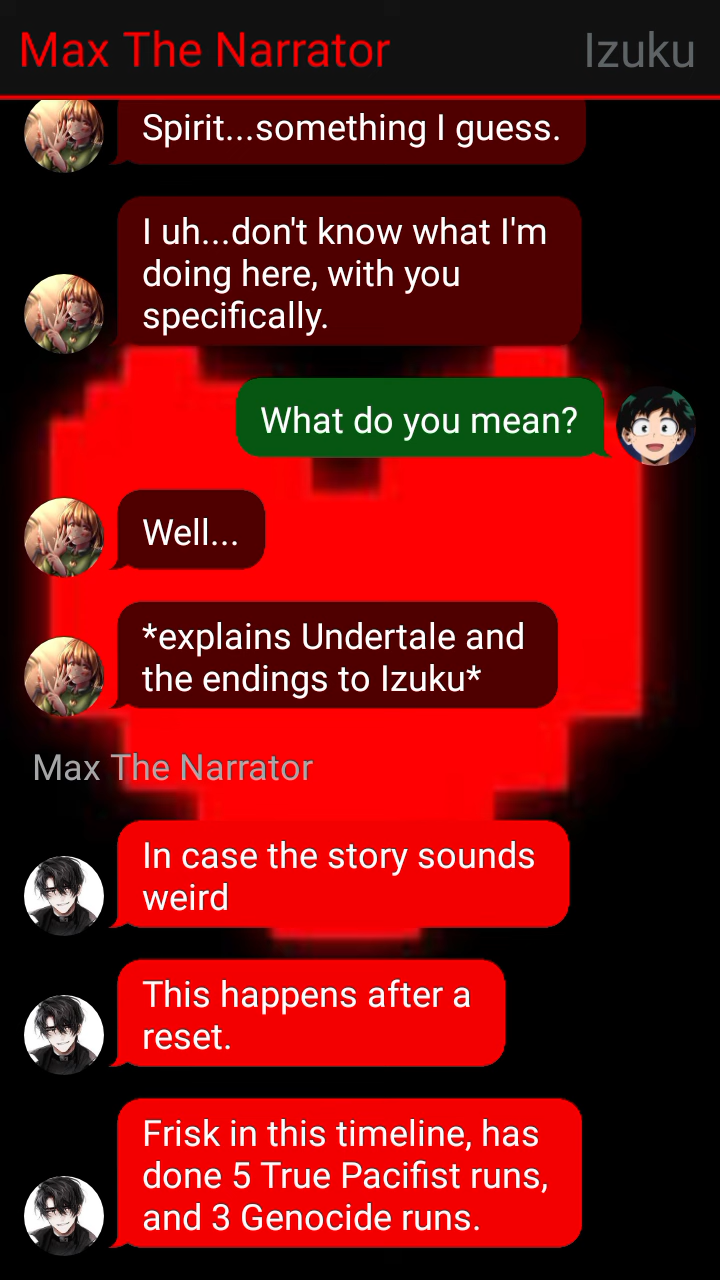 Max The Narrator
Izuku
Spirit...something I guess.
I uh...don't know what I'm
doing here, with you
specifically.
What do you mean?
Well...
*explains Undertale and
the endings to Izuku*
Max The Narrator
In case the story sounds
weird
This happens after a
reset.
Frisk in this timeline, has
done 5 True Pacifist runs,
and 3 Genocide runs.